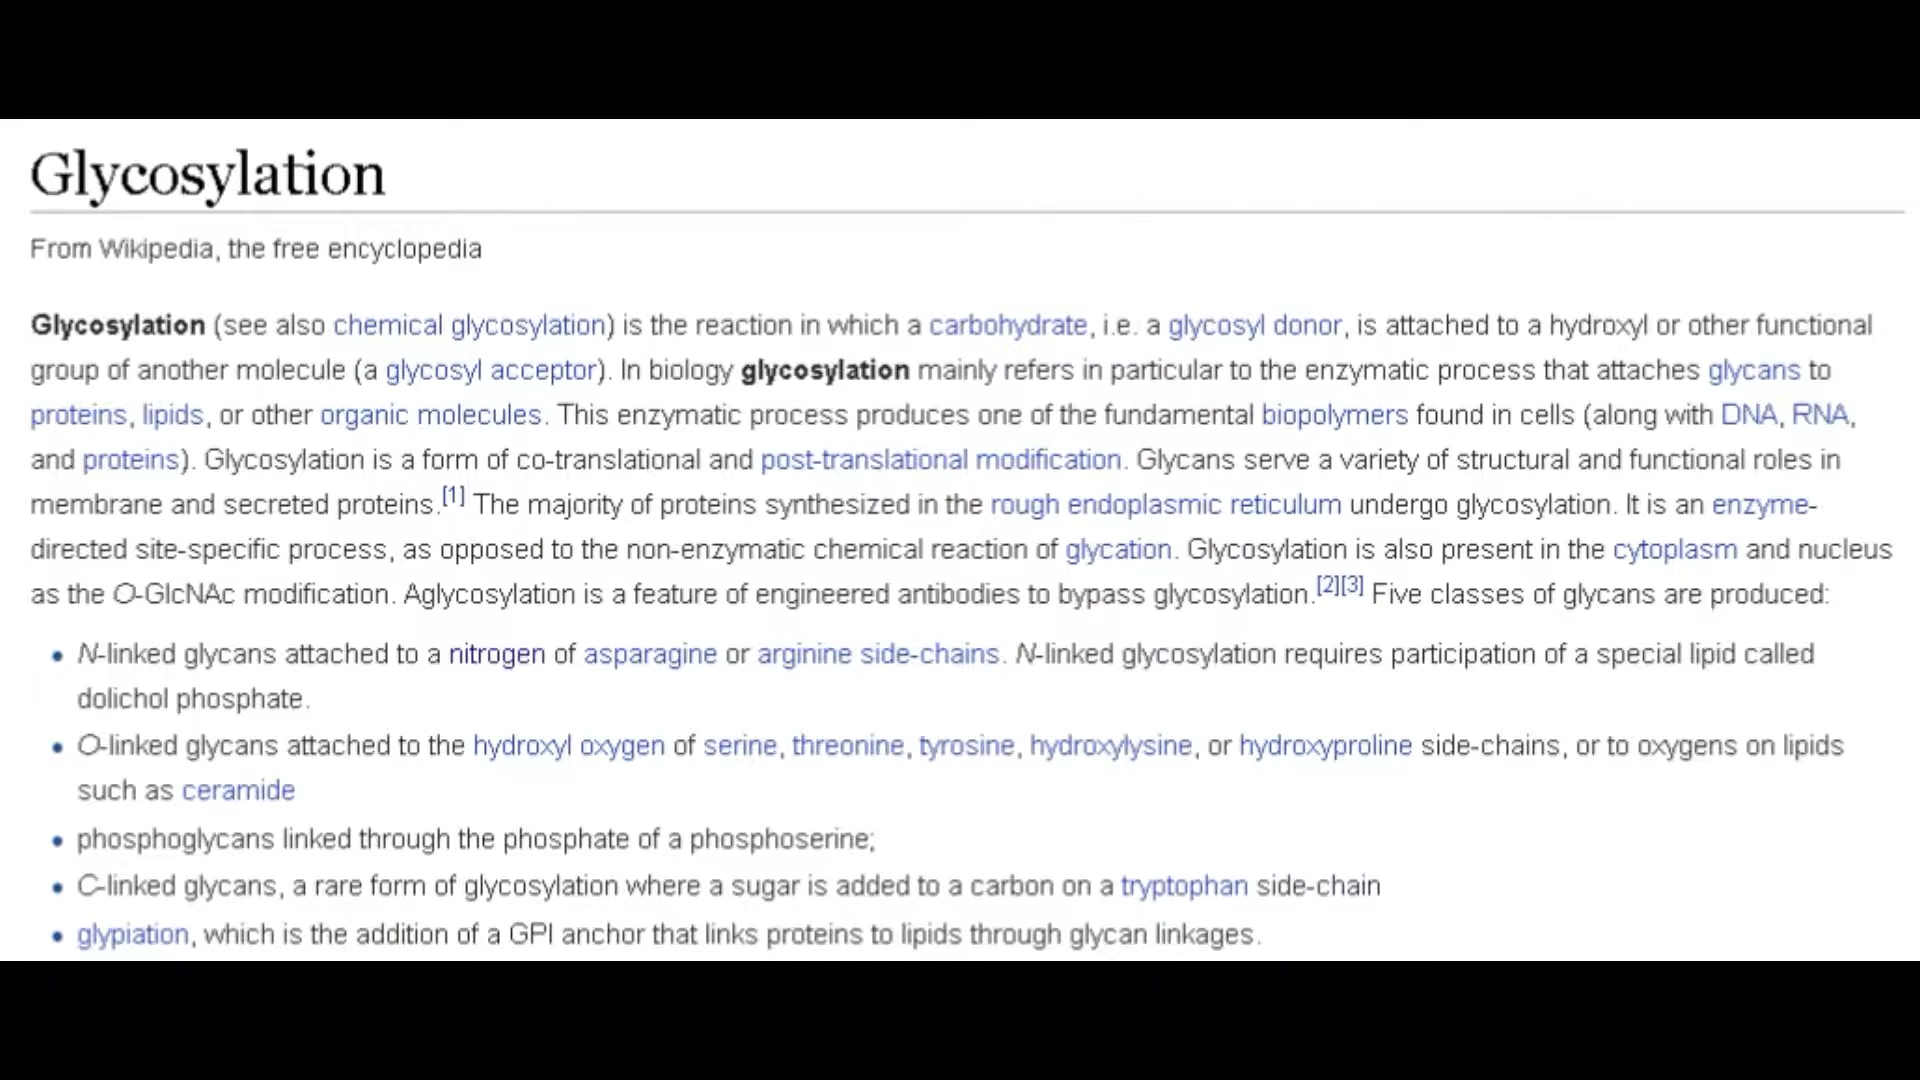 Glycosylation
From Wikipedia, the free encyclopedia
Glycosylation (see also chemical glycosylation) is the reaction in which a carbohydrate, i.e. a glycosyl donor, is attached to a hydroxyl or other functional
group of another molecule (a glycosyl acceptor). In biology glycosylation mainly refers in particular to the enzymatic process that attaches glycans to
proteins, lipids, or other organic molecules. This enzymatic process produces one of the fundamental biopolymers found in cells (along with DNA, RNA,
and proteins). Glycosylation is a form of co-translational and post-translational modification. Glycans serve a variety of structural and functional roles in
membrane and secreted proteins.[1] The majority of proteins synthesized in the rough endoplasmic reticulum undergo glycosylation. It is an enzyme-
directed site-specific process, as opposed to the non-enzymatic chemical reaction of glycation. Glycosylation is also present in the cytoplasm and nucleus
as the O-GlcNAc modification. Aglycosylation is a feature of engineered antibodies to bypass glycosylation.[2][3] Five classes of glycans are produced:
• N-linked glycans attached to a nitrogen of asparagine or arginine side-chains. N-linked glycosylation requires participation of a special lipid called
dolichol phosphate.
• O-linked glycans attached to the hydroxyl oxygen of serine, threonine, tyrosine, hydroxylysine, or hydroxyproline side-chains, or to oxygens on lipids
such as ceramide
• phosphoglycans linked through the phosphate of a phosphoserine;
• C-linked glycans, a rare form of glycosylation where a sugar is added to a carbon on a tryptophan side-chain
• glypiation, which is the addition of a GPI anchor that links proteins to lipids through glycan linkages.